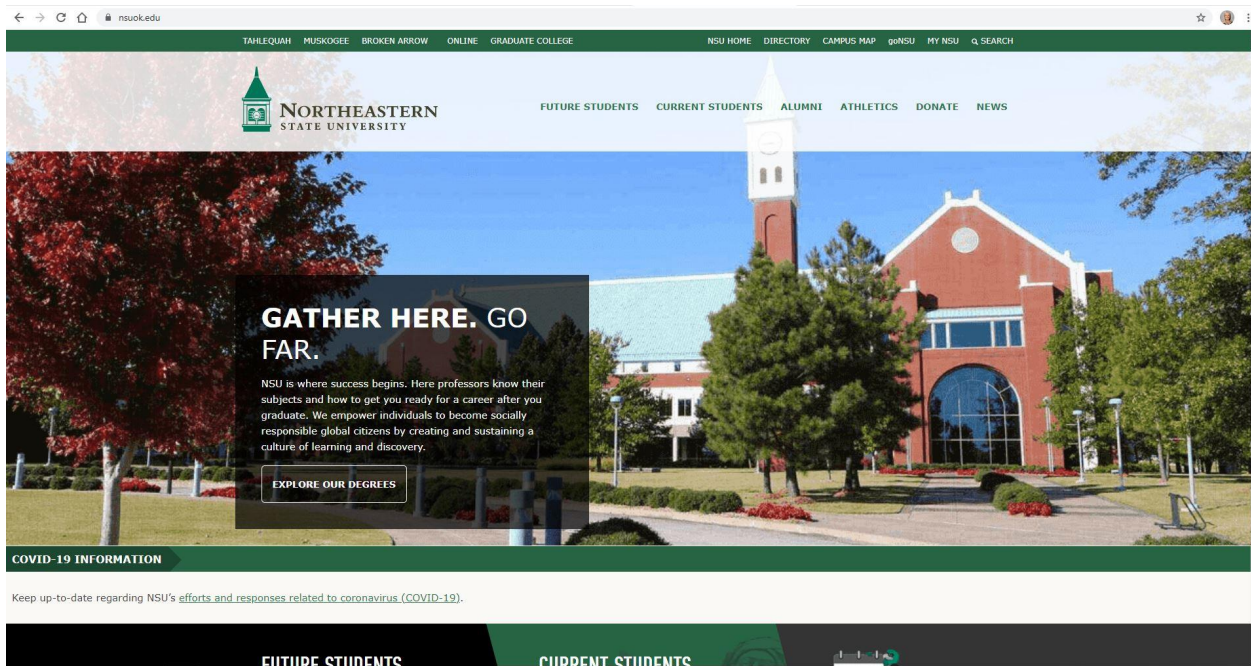 nsuok.edu
TAHLEQUAH MUSKOGEE BROKEN ARROW ONLINE GRADUATE COLLEGE NSU HOME DIRECTORY CAMPUS MAP goNSU MY NSU SEARCH
NORTHEASTERN
STATE UNIVERSITY
FUTURE STUDENTS CURRENT STUDENTS ALUMNI ATHLETICS DONATE NEWS
GATHER HERE. GO
FAR.
NSU is where success begins. Here professors know their
subjects and how to get you ready for a career after you
graduate. We empower individuals to become socially
responsible global citizens by creating and sustaining a
culture of learning and discovery.
EXPLORE OUR DEGREES
COVID-19 INFORMATION
Keep up-to-date regarding NSU's efforts and responses related to coronavirus (COVID-19).
FUTURE STUDENTS CURRENT STUDENTS